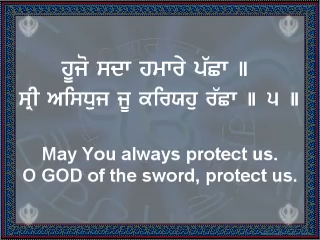 ਹੂਜੋ ਸਦਾ ਹਮਾਰੇ ਪੱਛਾ ॥
ਸ੍ਰੀ ਅਸਿਧੁਜ ਜੂ ਕਰਿਯਹੁ ਰੱਛਾ ॥ ੫ ॥
May You always protect us.
O GOD of the sword, protect us.